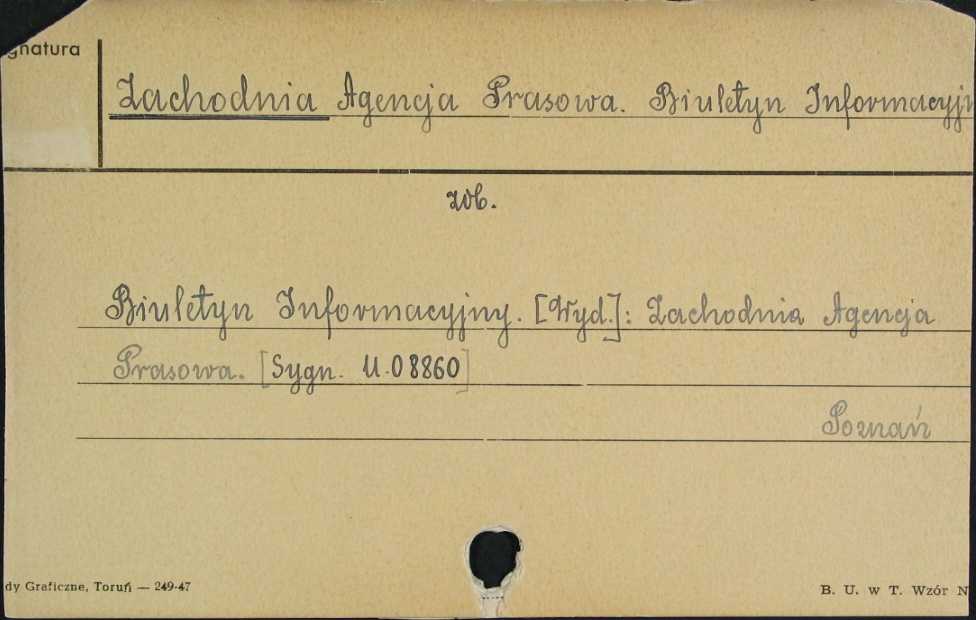 gnatura
Zachodnia Agencja Prasowa. Biuletyn Informacyj
zob.
Biuletyn Informacyjny. [Wyd.]: Zachodnia Agencja
Prasowa. [Sygn. U.08860]
Poznań
dy Graficzne, Toruń — 249-47
B. U. w T. Wzór N